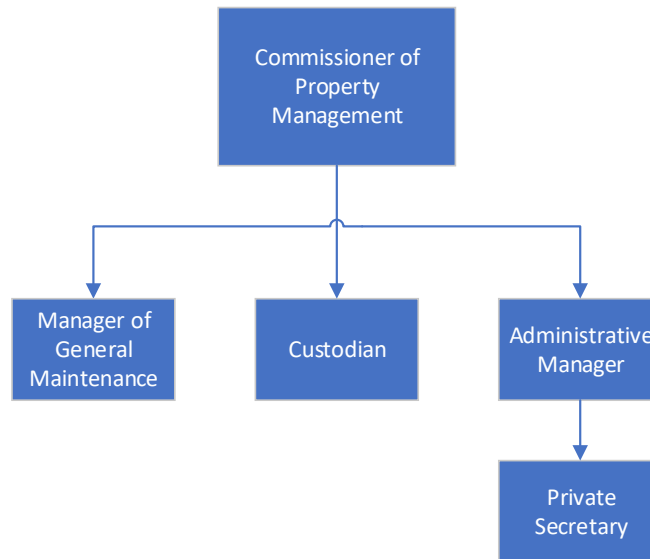 Commissioner of
Property
Management
Manager of
General
Maintenance
Custodian
Administrative
Manager
Private
Secretary